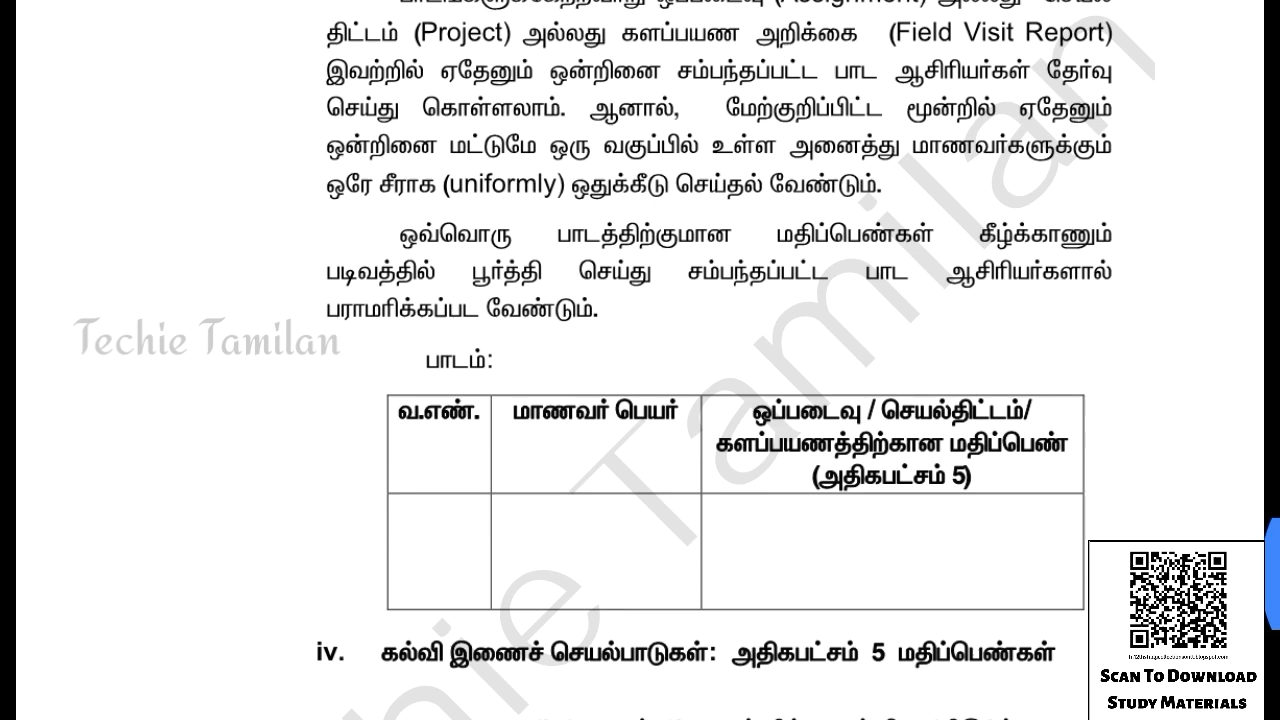 திட்டம் (Project) அல்லது களப்பயண அறிக்கை (Field Visit Report)
இவற்றில் ஏதேனும் ஒன்றினை சம்பந்தப்பட்ட பாட ஆசிரியர்கள் தேர்வு
செய்து கொள்ளலாம். ஆனால், மேற்குறிப்பிட்ட மூன்றில் ஏதேனும்
ஒன்றினை மட்டுமே ஒரு வகுப்பில் உள்ள அனைத்து மாணவர்களுக்கும்
ஒரே சீராக (uniformly) ஒதுக்கீடு செய்தல் வேண்டும்.
ஒவ்வொரு பாடத்திற்குமான மதிப்பெண்கள் கீழ்க்காணும்
படிவத்தில் பூர்த்தி செய்து சம்பந்தப்பட்ட பாட ஆசிரியர்களால்
பராமரிக்கப்பட வேண்டும்.
Techie Tamilan
பாடம்:
வ.எண்.
மாணவர் பெயர்
ஒப்படைவு / செயல்திட்டம்/
களப்பயணத்திற்கான மதிப்பெண்
(அதிகபட்சம் 5)
iv. கல்வி இணைச் செயல்பாடுகள்: அதிகபட்சம் 5 மதிப்பெண்கள்
SCAN TO DOWNLOAD
STUDY MATERIALS